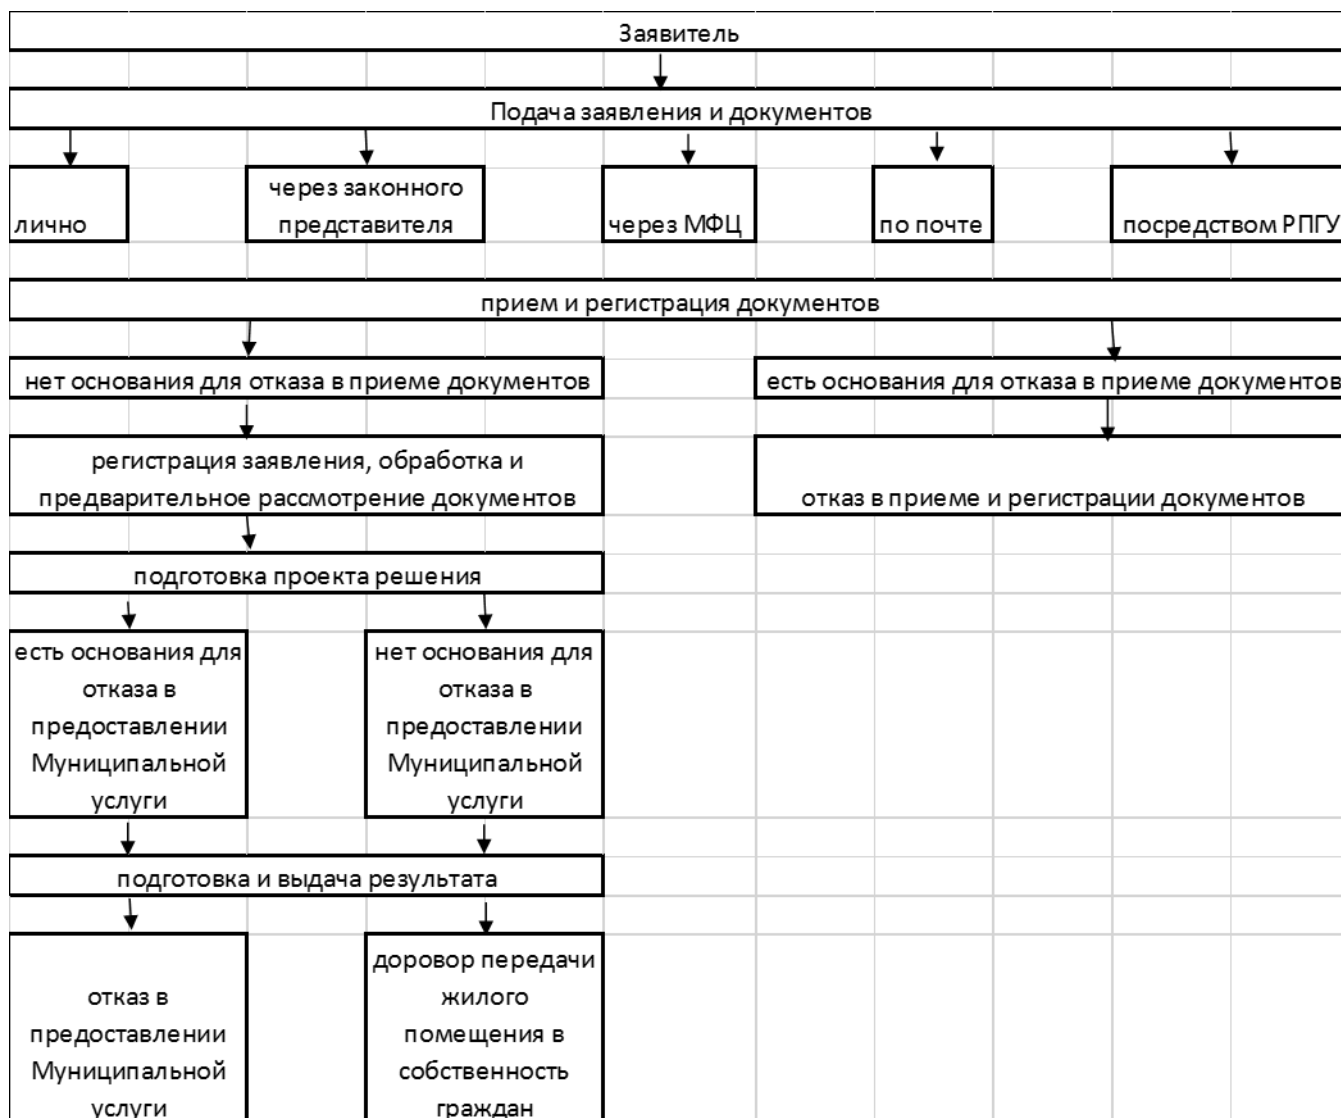 Заявитель
Подача заявления и документов
лично
через законного
представителя
через МФЦ
по почте
посредством РПГУ
прием и регистрация документов
нет основания для отказа в приеме документов
есть основания для отказа в приеме документов
регистрация заявления, обработка и
предварительное рассмотрение документов
отказ в приеме и регистрации документов
подготовка проекта решения
есть основания для
отказа в
предоставлении
Муниципальной
услуги
нет основания для
отказа в
предоставлении
Муниципальной
услуги
подготовка и выдача результата
отказ в
предоставлении
Муниципальной
услуги
доровор передачи
жилого
помещения в
собственность
граждан